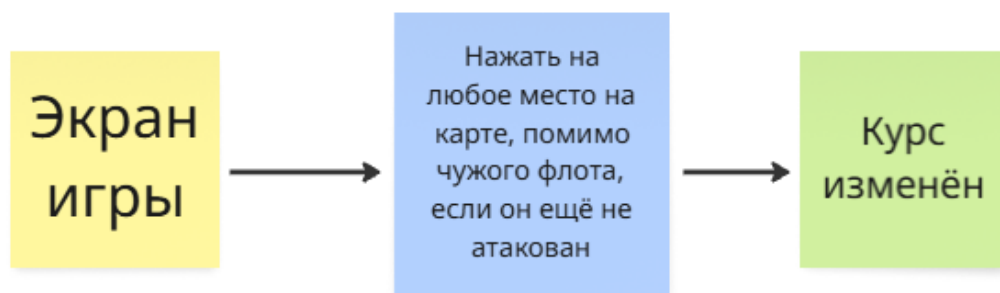 Экран
игры
Нажать на
любое место на
карте, помимо
чужого флота,
если он ещё не
атакован
Курс
изменён